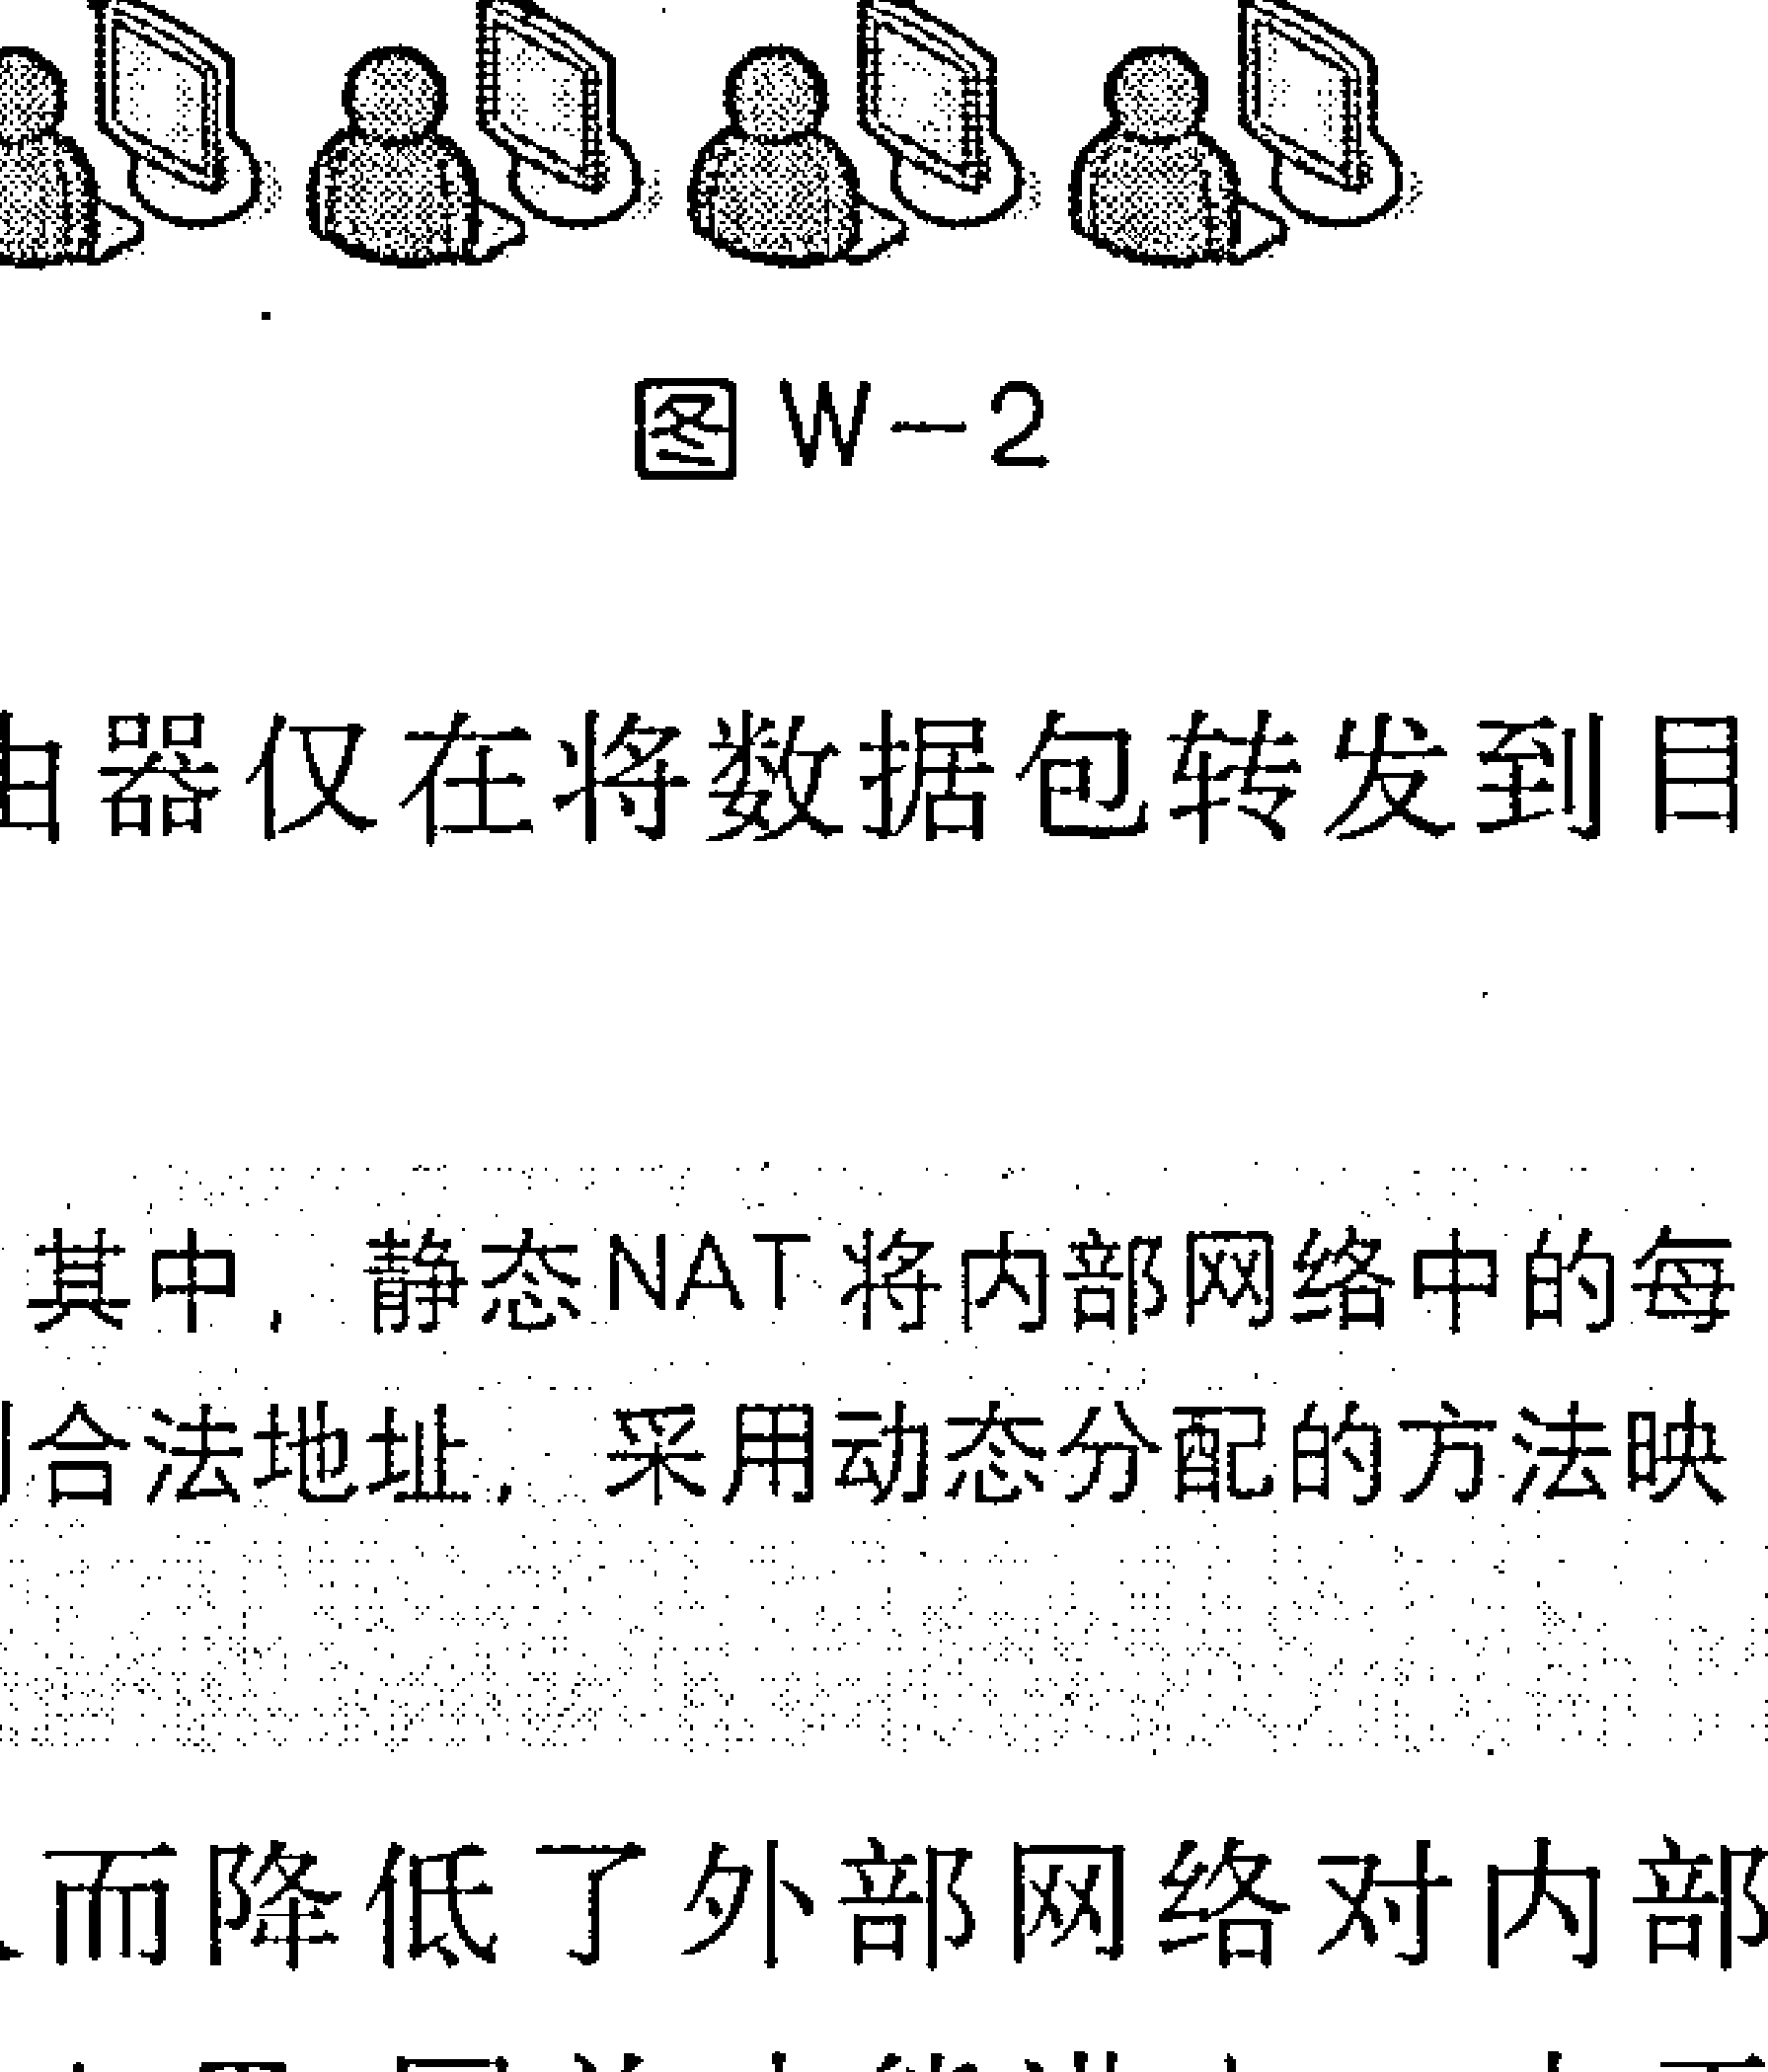 图 W-2
由器仅在将数据包转发到目
其中，静态NAT 将内部网络中的每
合法地址，采用动态分配的方法映
而降低了外部网络对内部